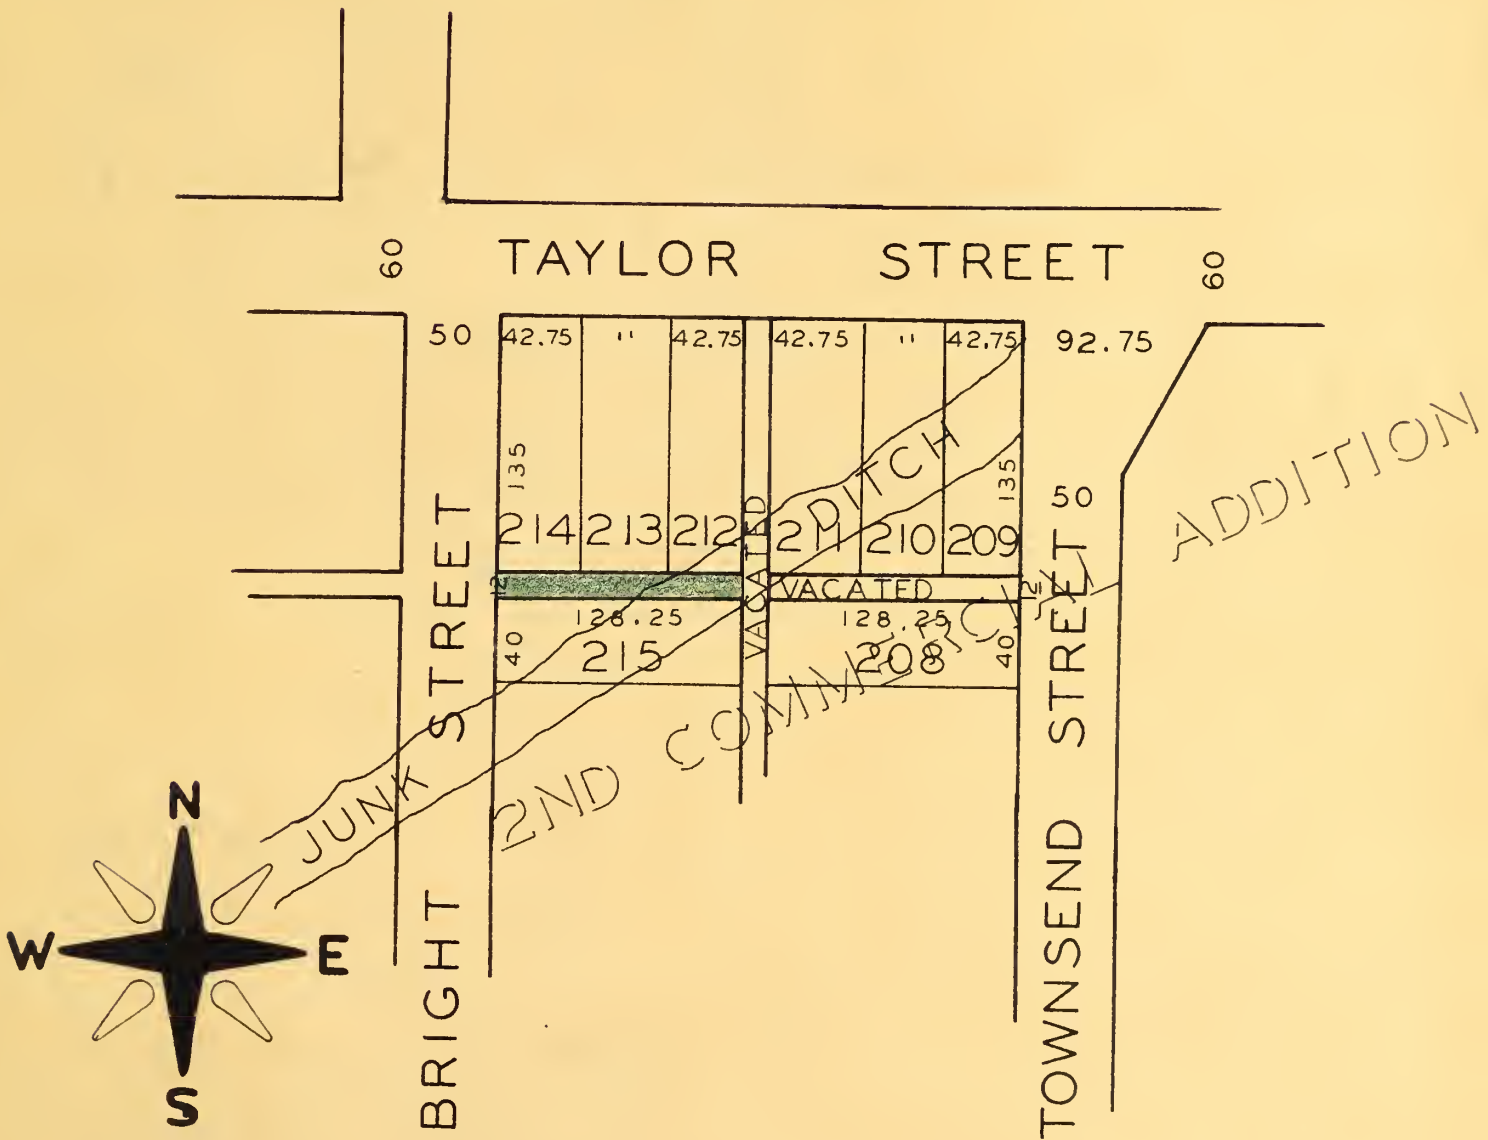 60
TAYLOR STREET
60
50
42.75
"
42.75
42.75
"
42.75
92.75
135
135
50
214
213
212
211
210
209
12
VACATED
VACATED
12
128.25
128.25
40
215
208
40
JUNK DITCH
2ND COMMERCIAL ADDITION
BRIGHT STREET
TOWNSEND STREET
N
W
E
S